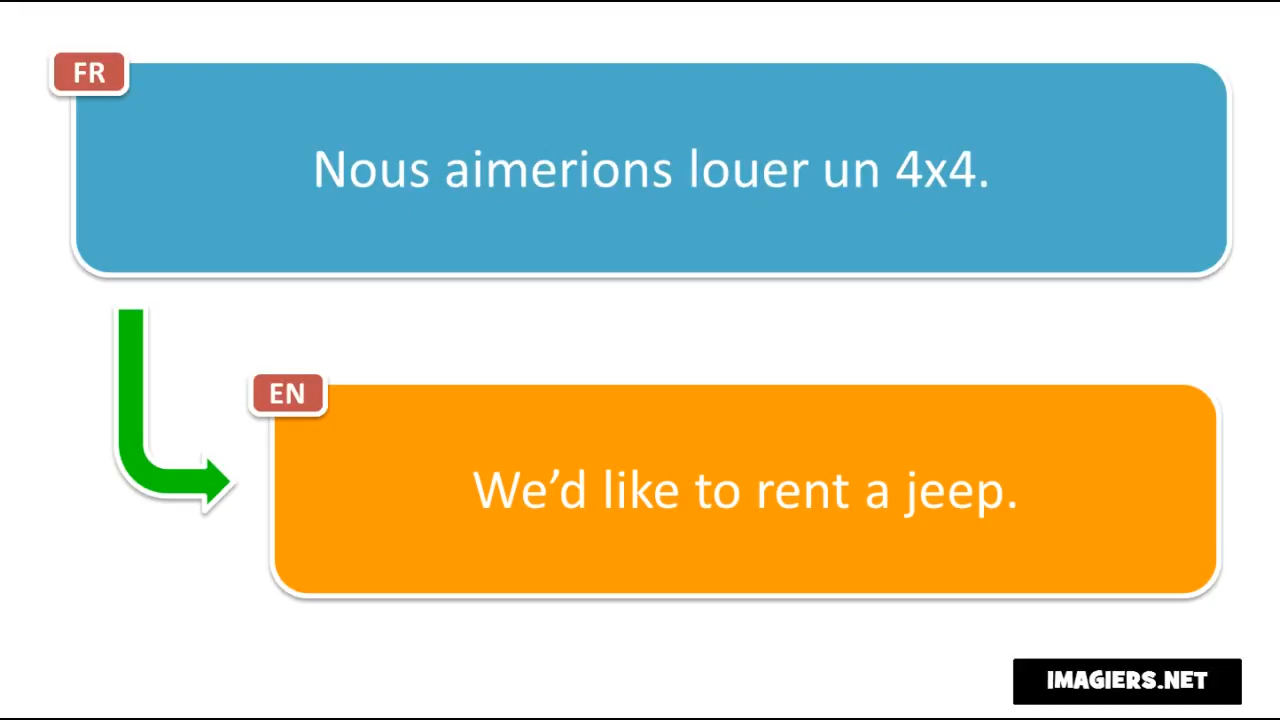 FR
Nous aimerions louer un 4x4.
EN
We’d like to rent a jeep.
IMAGIERS.NET